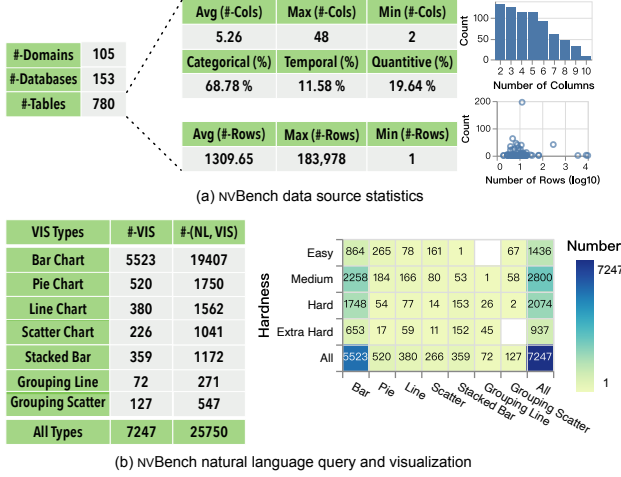 Avg (#-Cols) Max (#-Cols) Min (#-Cols)
5.26 48 2
Categorical (%) Temporal (%) Quantitive (%)
68.78 % 11.58 % 19.64 %
#-Domains 105
#-Databases 153
#-Tables 780
Avg (#-Rows) Max (#-Rows) Min (#-Rows)
1309.65 183,978 1
Count
100
50
0
2 3 4 5 6 7 8 9 10
Number of Columns
Count
200
100
0
0 1 2 3 4
Number of Rows (log10)
(a) NVBench data source statistics
VIS Types #-VIS #-(NL, VIS)
Bar Chart 5523 19407
Pie Chart 520 1750
Line Chart 380 1562
Scatter Chart 226 1041
Stacked Bar 359 1172
Grouping Line 72 271
Grouping Scatter 127 547
All Types 7247 25750
Hardness
Easy 864 265 78 161 1 67 1436
Medium 2258 184 166 80 53 1 58 2800
Hard 1748 54 77 14 153 26 2 2074
Extra Hard 653 17 59 11 152 45 937
All 5523 520 380 266 359 72 127 7247
Bar Pie Line Scatter Stacked Bar Grouping Line Grouping Scatter All
Number
7247
1
(b) NVBench natural language query and visualization